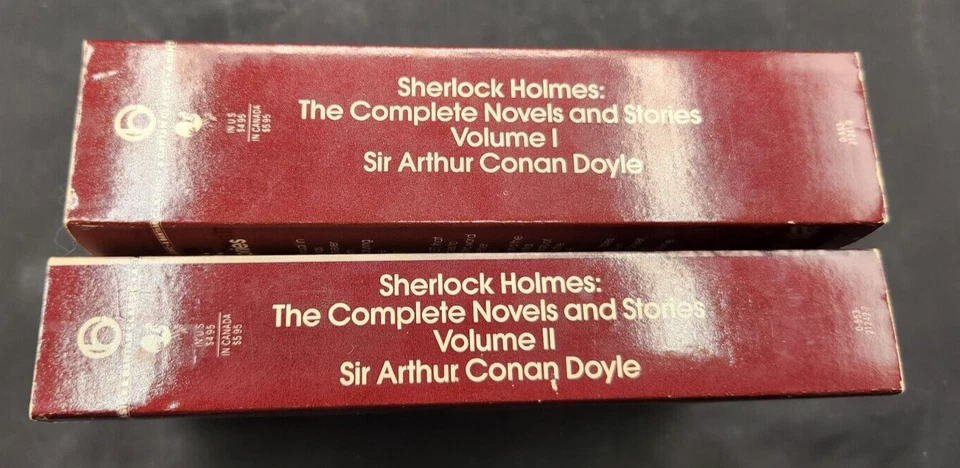 IN U.S.
$4.95
IN CANADA
$5.95
Sherlock Holmes:
The Complete Novels and Stories
Volume I
Sir Arthur Conan Doyle
IN U.S.
$4.95
IN CANADA
$5.95
Sherlock Holmes:
The Complete Novels and Stories
Volume II
Sir Arthur Conan Doyle